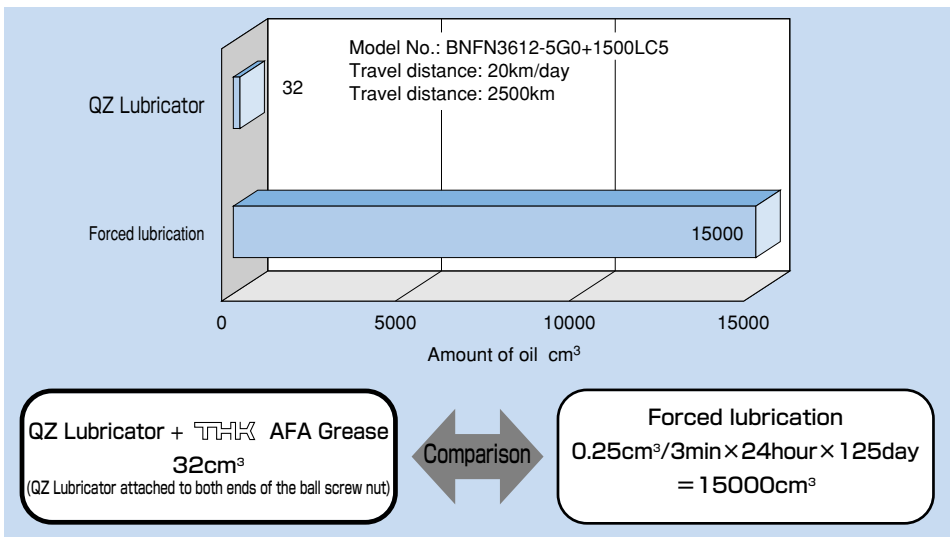 Model No.: BNFN3612-5G0+1500LC5
Travel distance: 20km/day
Travel distance: 2500km
QZ Lubricator
32
Forced lubrication
15000
0
5000
10000
15000
Amount of oil cm³
QZ Lubricator + THK AFA Grease
32cm³
(QZ Lubricator attached to both ends of the ball screw nut)
Comparison
Forced lubrication
0.25cm³/3min×24hour×125day
=15000cm³